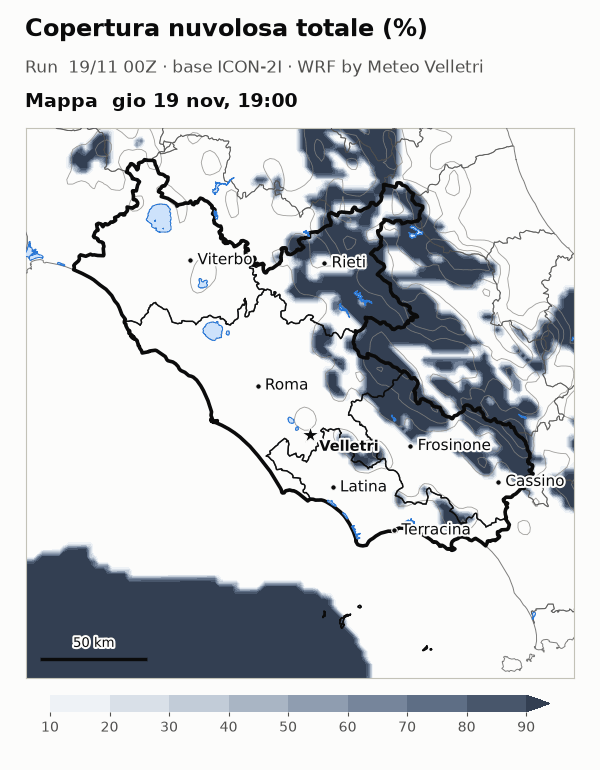 Copertura nuvolosa totale (%)
Run 19/11 00Z · base ICON-2I · WRF by Meteo Velletri
Mappa gio 19 nov, 19:00
Viterbo
Rieti
Roma
Velletri
Frosinone
Cassino
Latina
Terracina
50 km
10 20 30 40 50 60 70 80 90